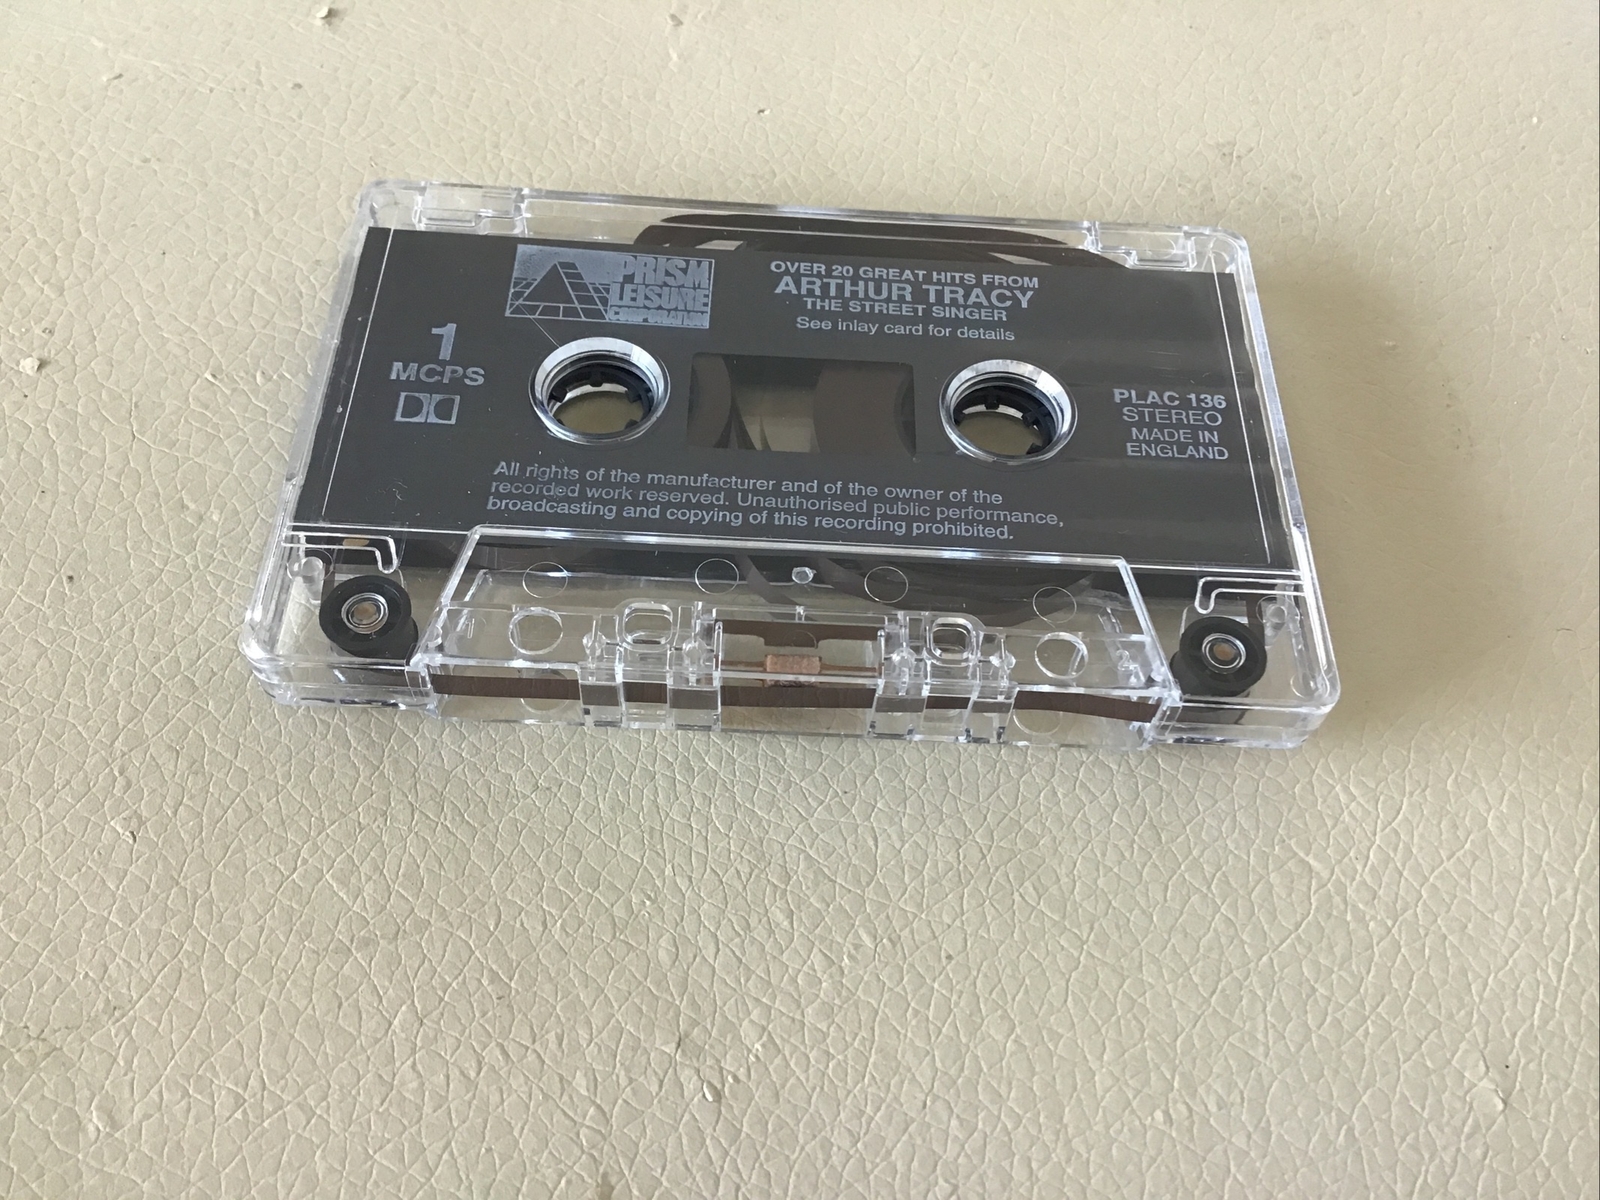 PRISM
LEISURE
CORPORATION
OVER 20 GREAT HITS FROM
ARTHUR TRACY
THE STREET SINGER
See inlay card for details
1
MCPS
PLAC 136
STEREO
MADE IN
ENGLAND
All rights of the manufacturer and of the owner of the
recorded work reserved. Unauthorised public performance,
broadcasting and copying of this recording prohibited.